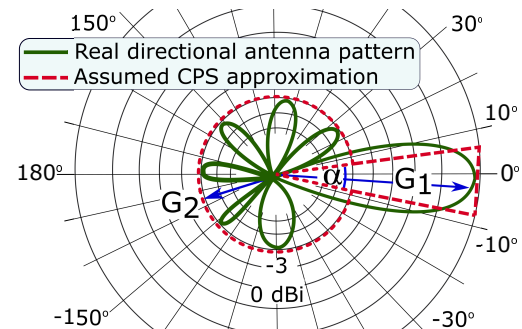 150°
30°
Real directional antenna pattern
Assumed CPS approximation
10°
180°
α
G1
0°
G2
-10°
-3
0 dBi
-150°
-30°